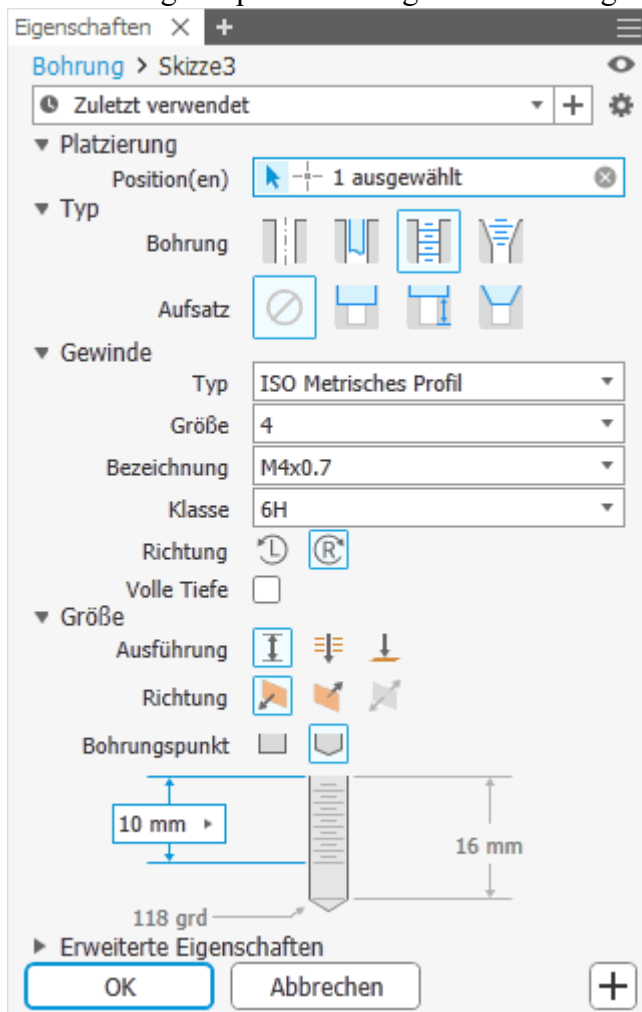 Eigenschaften × +
Bohrung > Skizze3
Zuletzt verwendet
Platzierung
Position(en) 1 ausgewählt
Typ
Bohrung
Aufsatz
Gewinde
Typ ISO Metrisches Profil
Größe 4
Bezeichnung M4x0.7
Klasse 6H
Richtung L R
Volle Tiefe
Größe
Ausführung
Richtung
Bohrungspunkt
10 mm
16 mm
118 grd
Erweiterte Eigenschaften
OK Abbrechen +